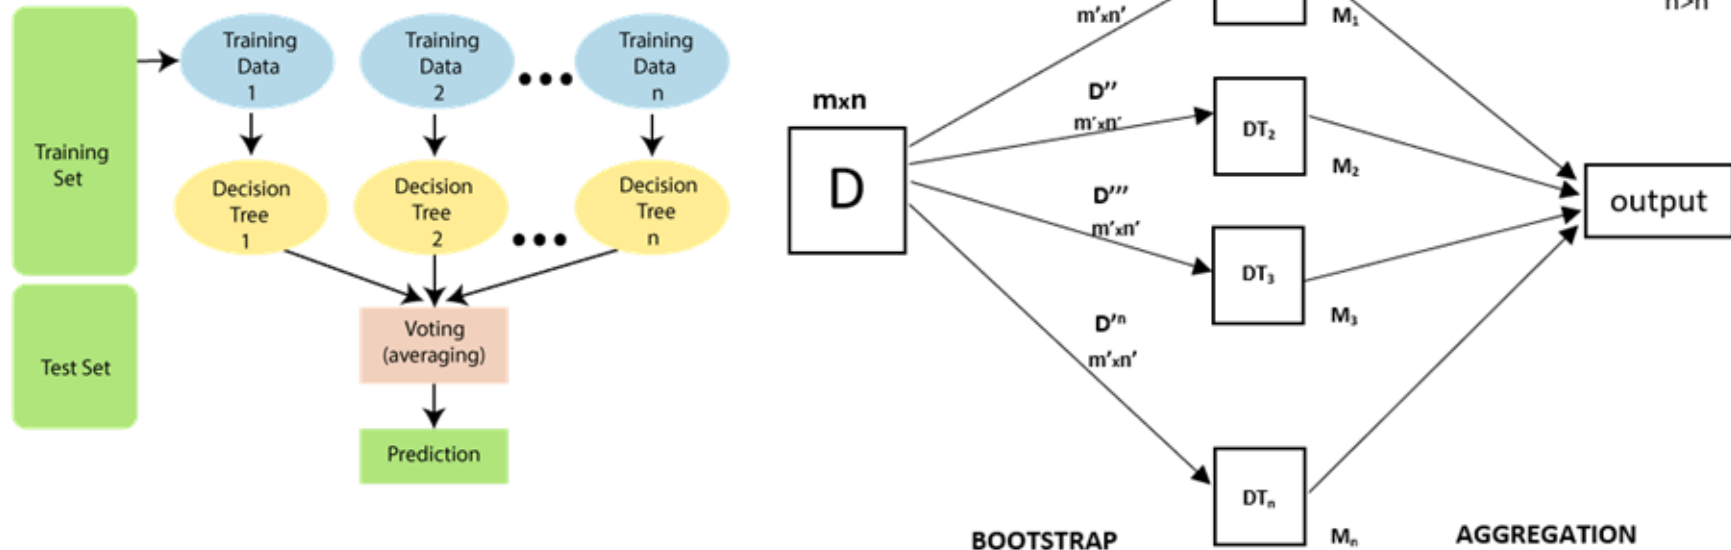 Training
Set
Test Set
Training
Data
1
Training
Data
2
Training
Data
n
Decision
Tree
1
Decision
Tree
2
Decision
Tree
n
Voting
(averaging)
Prediction
mxn
D
m'xn'
D''
m'xn'
D'''
m'xn'
D'ⁿ
m'xn'
M₁
DT₂
M₂
DT₃
M₃
DTₙ
Mₙ
output
BOOTSTRAP
AGGREGATION